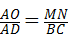 AO/AD = MN/BC